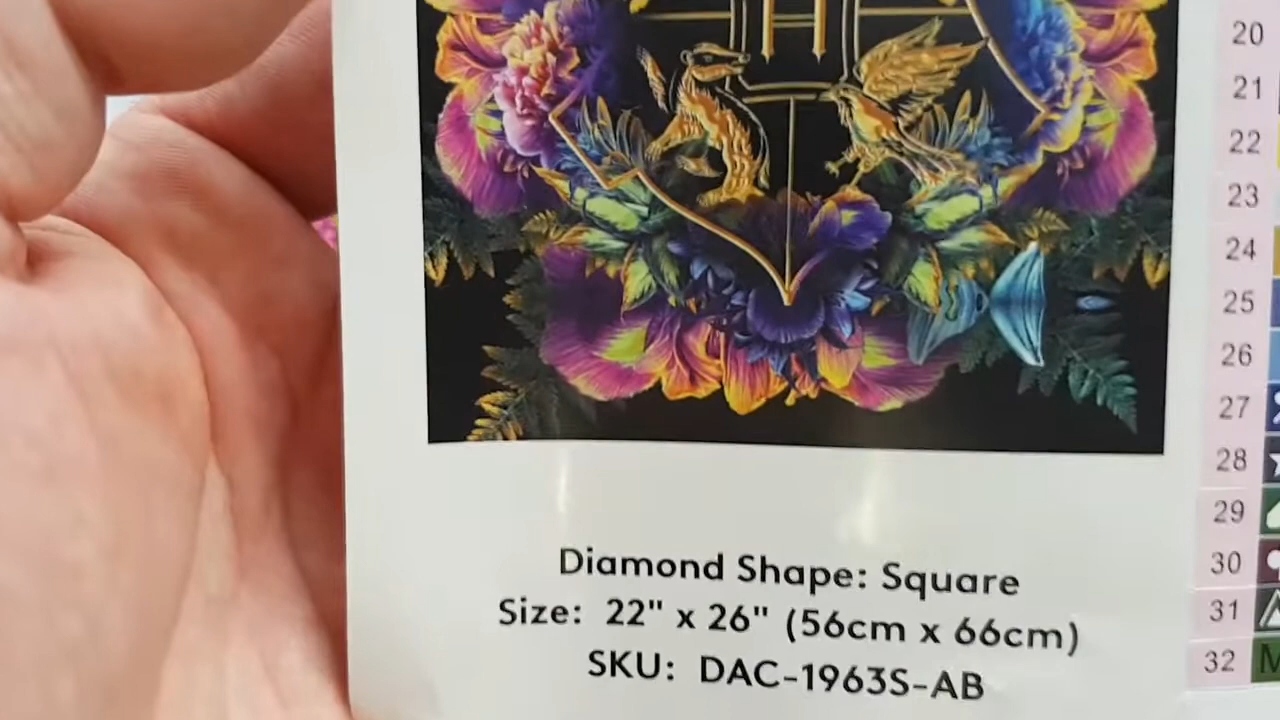 H
20
21
22
23
24
25
26
27
28
29
30
31
32 M
Diamond Shape: Square
Size: 22" x 26" (56cm x 66cm)
SKU: DAC-1963S-AB